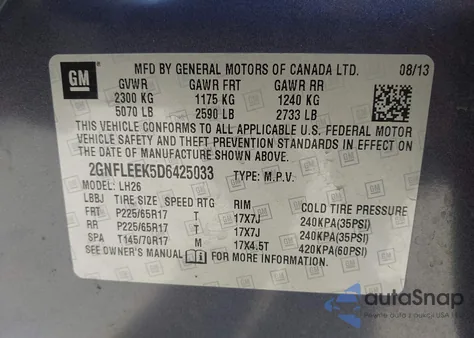 GM
MFD BY GENERAL MOTORS OF CANADA LTD. 08/13
GVWR GAWR FRT GAWR RR
2300 KG 1175 KG 1240 KG
5070 LB 2590 LB 2733 LB
THIS VEHICLE CONFORMS TO ALL APPLICABLE U.S. FEDERAL MOTOR
VEHICLE SAFETY AND THEFT PREVENTION STANDARDS IN EFFECT ON
THE DATE OF MANUFACTURE SHOWN ABOVE.
2GNFLEEK5D6425033 TYPE: M.P.V.
MODEL: LH26
LBBJ TIRE SIZE SPEED RTG RIM COLD TIRE PRESSURE
FRT P225/65R17 T 17X7J 240KPA(35PSI)
RR P225/65R17 T 17X7J 240KPA(35PSI)
SPA T145/70R17 M 17X4.5T 420KPA(60PSI)
SEE OWNER'S MANUAL FOR MORE INFORMATION.
autoSnap